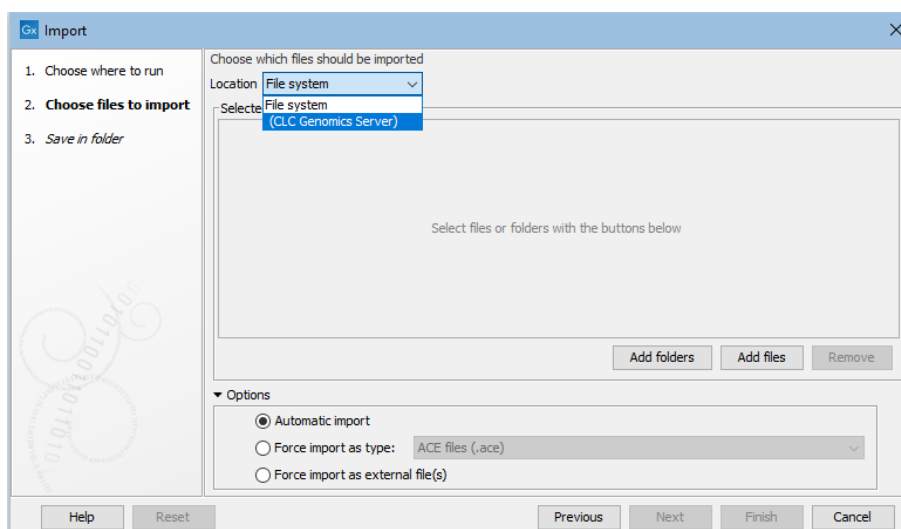 Gx Import
1. Choose where to run
2. Choose files to import
3. Save in folder
Choose which files should be imported
Location File system
File system
(CLC Genomics Server)
Selecte
Select files or folders with the buttons below
Add folders Add files Remove
Options
Automatic import
Force import as type: ACE files (.ace)
Force import as external file(s)
Help Reset Previous Next Finish Cancel